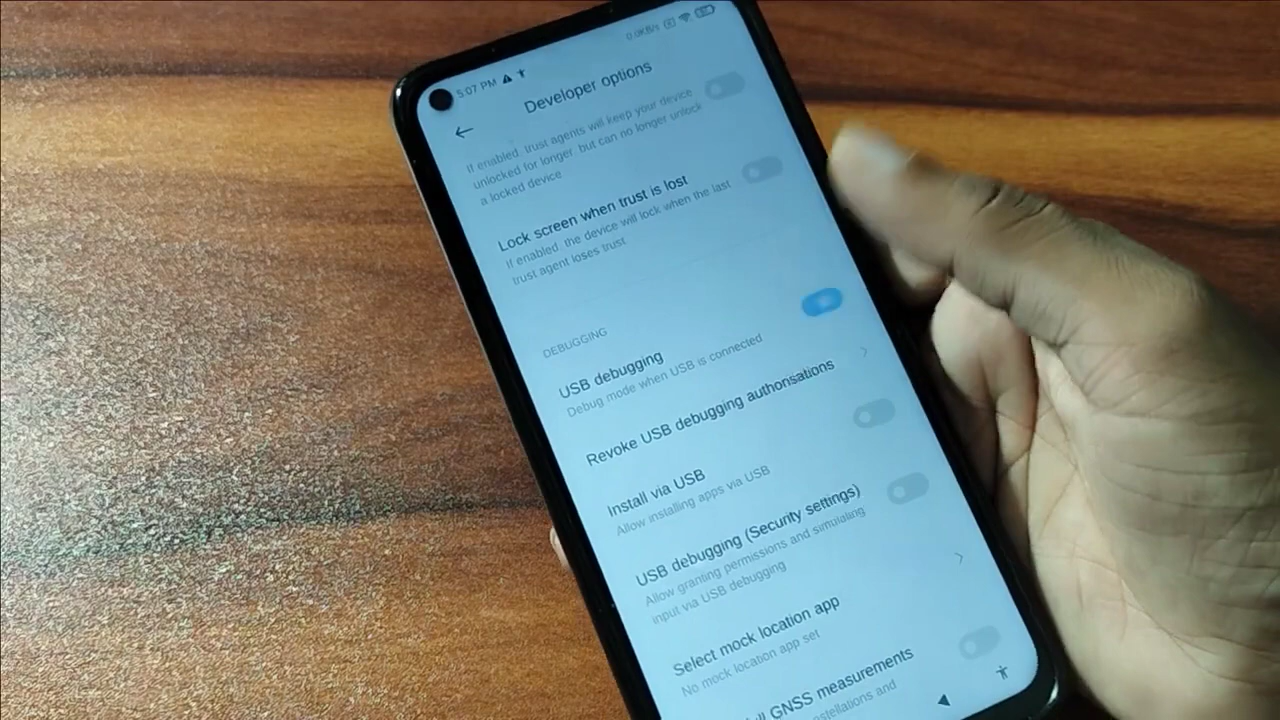 5:07 PM
0.0KB/s
Developer options
If enabled, trust agents will keep your device
unlocked for longer, but can no longer unlock
a locked device
Lock screen when trust is lost
If enabled, the device will lock when the last
trust agent loses trust
DEBUGGING
USB debugging
Debug mode when USB is connected
Revoke USB debugging authorisations
Install via USB
Allow installing apps via USB
USB debugging (Security settings)
Allow granting permissions and simulating
input via USB debugging
Select mock location app
No mock location app set
GNSS measurements
and